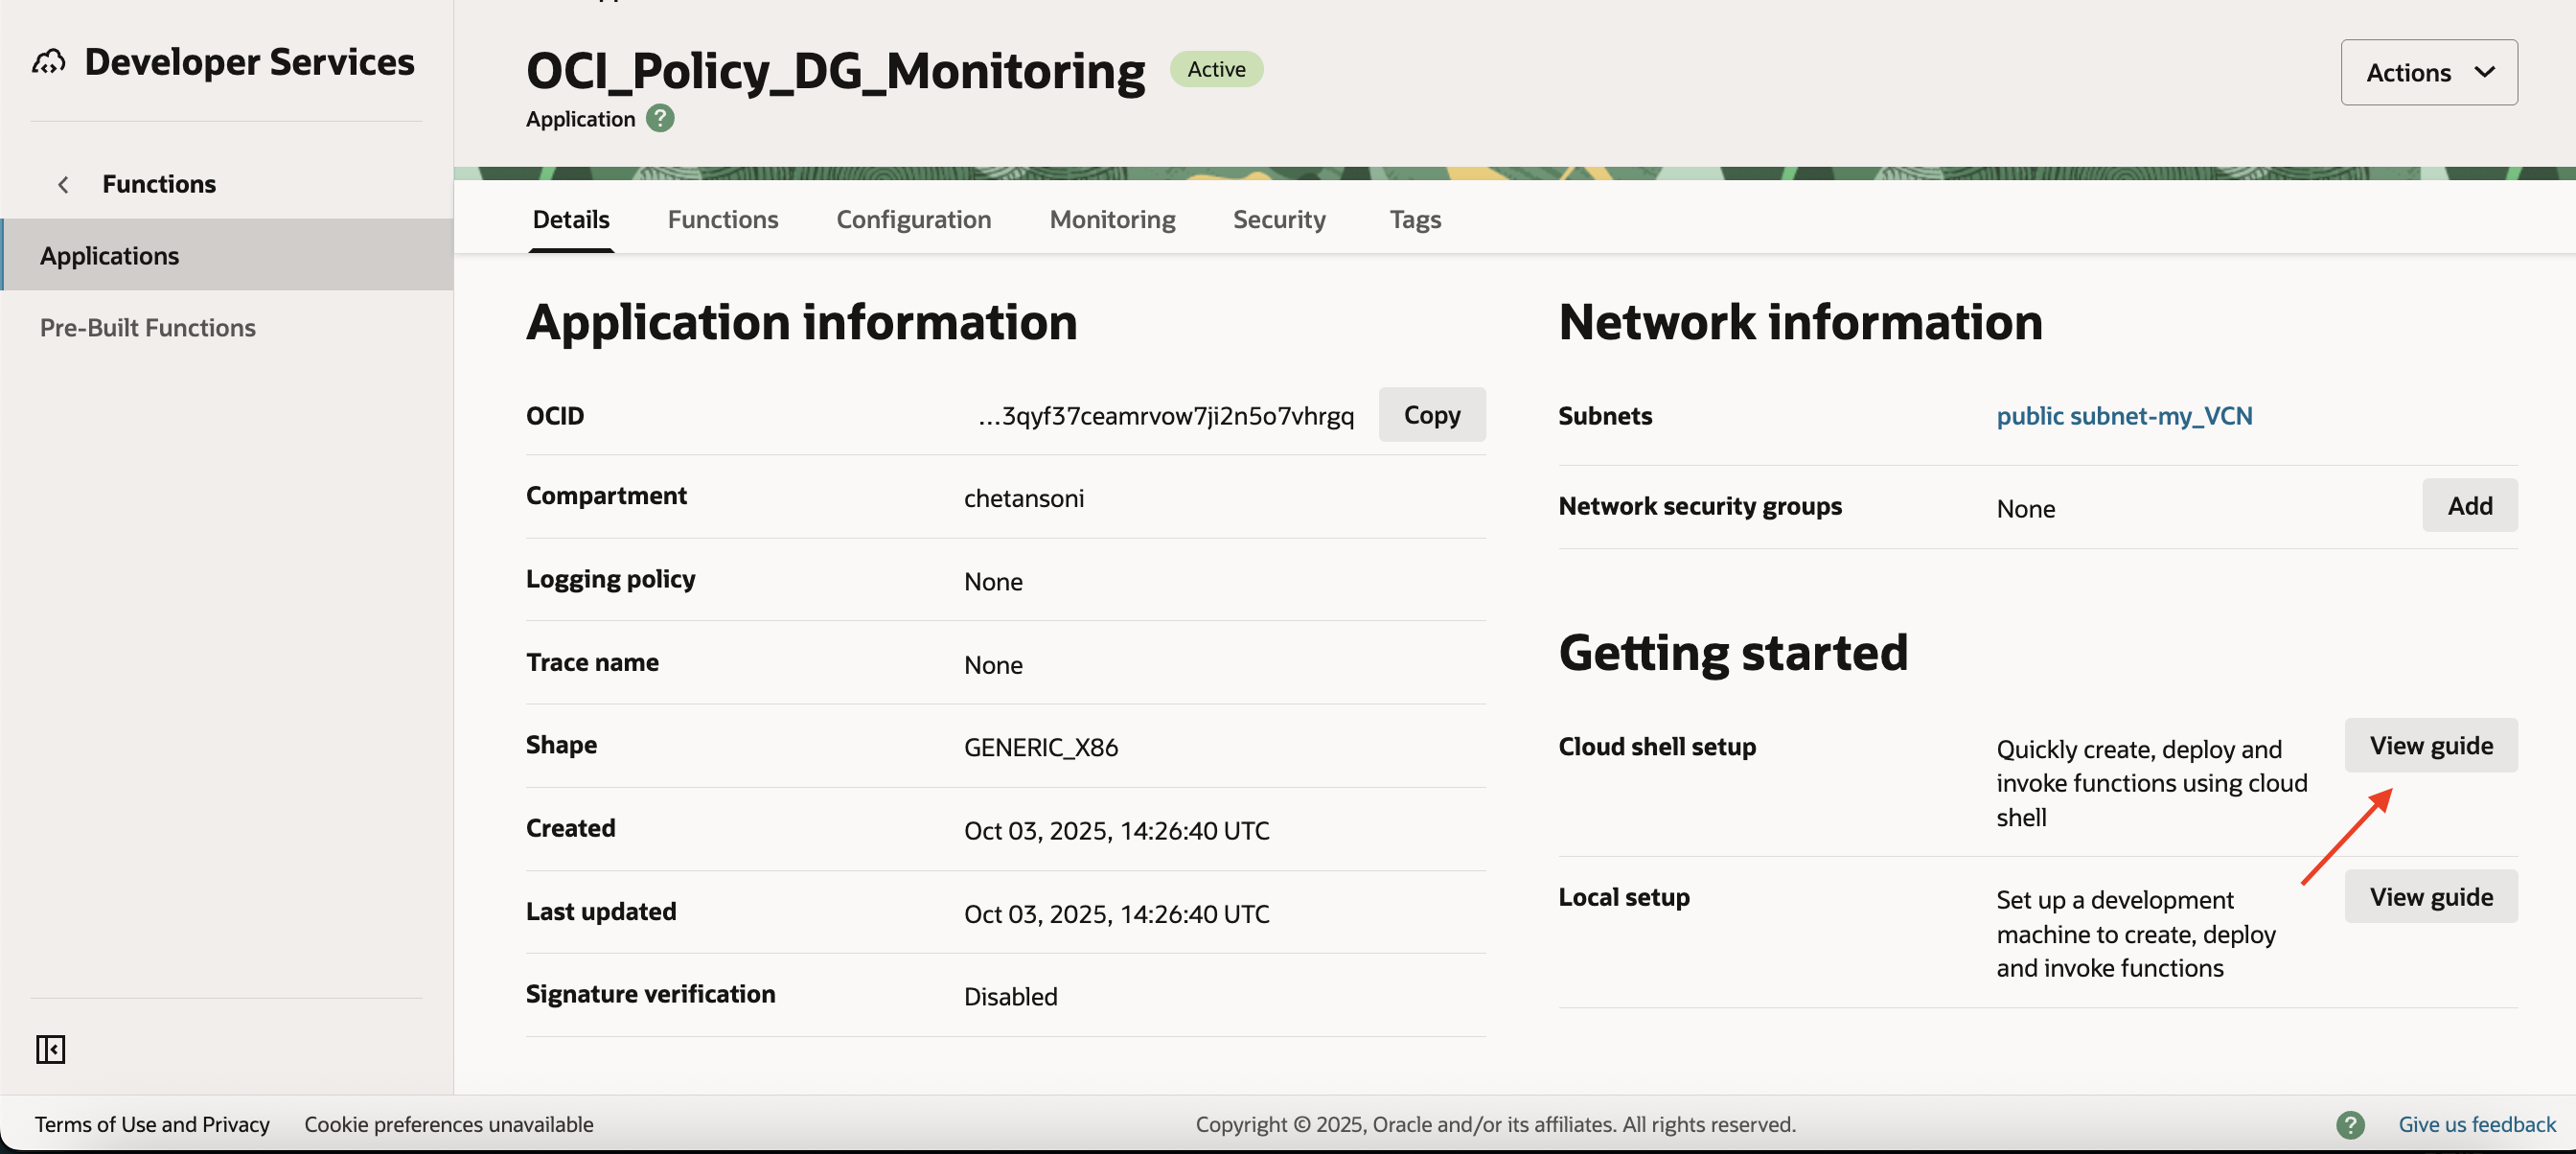 Developer Services
Functions
Applications
Pre-Built Functions
OCI_Policy_DG_Monitoring
Active
Application ?
Actions
Details Functions Configuration Monitoring Security Tags
Application information
OCID ...3qyf37ceamrvow7ji2n5o7vhrgq Copy
Compartment chetansoni
Logging policy None
Trace name None
Shape GENERIC_X86
Created Oct 03, 2025, 14:26:40 UTC
Last updated Oct 03, 2025, 14:26:40 UTC
Signature verification Disabled
Network information
Subnets public subnet-my_VCN
Network security groups None Add
Getting started
Cloud shell setup Quickly create, deploy and View guide
invoke functions using cloud
shell
Local setup Set up a development View guide
machine to create, deploy
and invoke functions
Terms of Use and Privacy Cookie preferences unavailable Copyright © 2025, Oracle and/or its affiliates. All rights reserved. ? Give us feedback